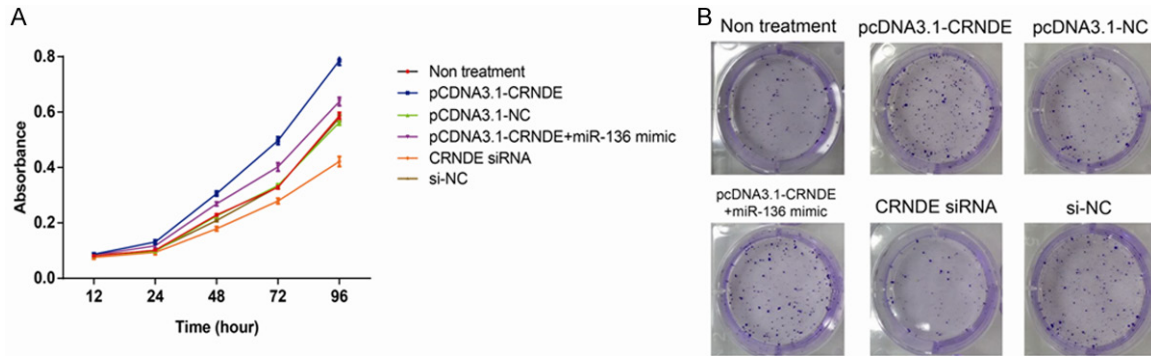 A
Absorbance
0.8
0.6
0.4
0.2
0.0
12 24 48 72 96
Time (hour)
Non treatment
pCDNA3.1-CRNDE
pCDNA3.1-NC
pCDNA3.1-CRNDE+miR-136 mimic
CRNDE siRNA
si-NC
B
Non treatment
pcDNA3.1-CRNDE
pcDNA3.1-NC
pcDNA3.1-CRNDE
+miR-136 mimic
CRNDE siRNA
si-NC